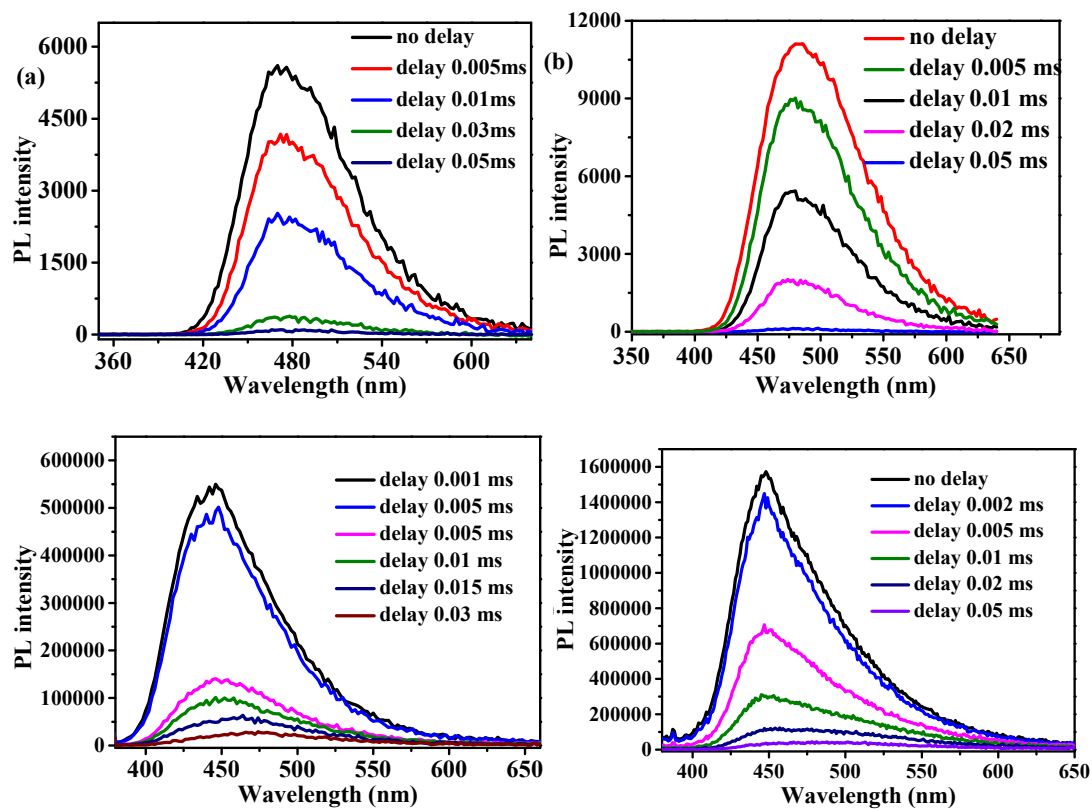 (a)
PL intensity
6000
4500
3000
1500
0
no delay
delay 0.005ms
delay 0.01ms
delay 0.03ms
delay 0.05ms
360 420 480 540 600
Wavelength (nm)
(b)
PL intensity
12000
9000
6000
3000
0
no delay
delay 0.005 ms
delay 0.01 ms
delay 0.02 ms
delay 0.05 ms
350 400 450 500 550 600 650
Wavelength (nm)
PL intensity
600000
500000
400000
300000
200000
100000
0
delay 0.001 ms
delay 0.005 ms
delay 0.005 ms
delay 0.01 ms
delay 0.015 ms
delay 0.03 ms
400 450 500 550 600 650
Wavelength (nm)
PL intensity
1600000
1400000
1200000
1000000
800000
600000
400000
200000
0
no delay
delay 0.002 ms
delay 0.005 ms
delay 0.01 ms
delay 0.02 ms
delay 0.05 ms
400 450 500 550 600 650
Wavelength (nm)